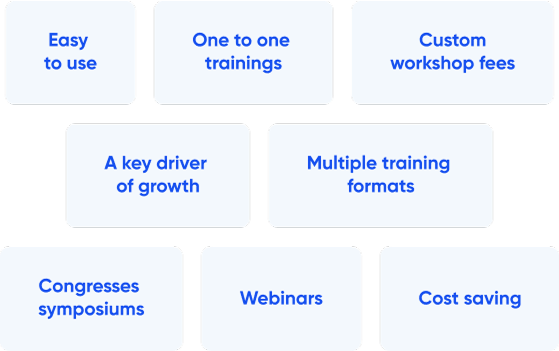 Easy
to use
One to one
trainings
Custom
workshop fees
A key driver
of growth
Multiple training
formats
Congresses
symposiums
Webinars
Cost saving